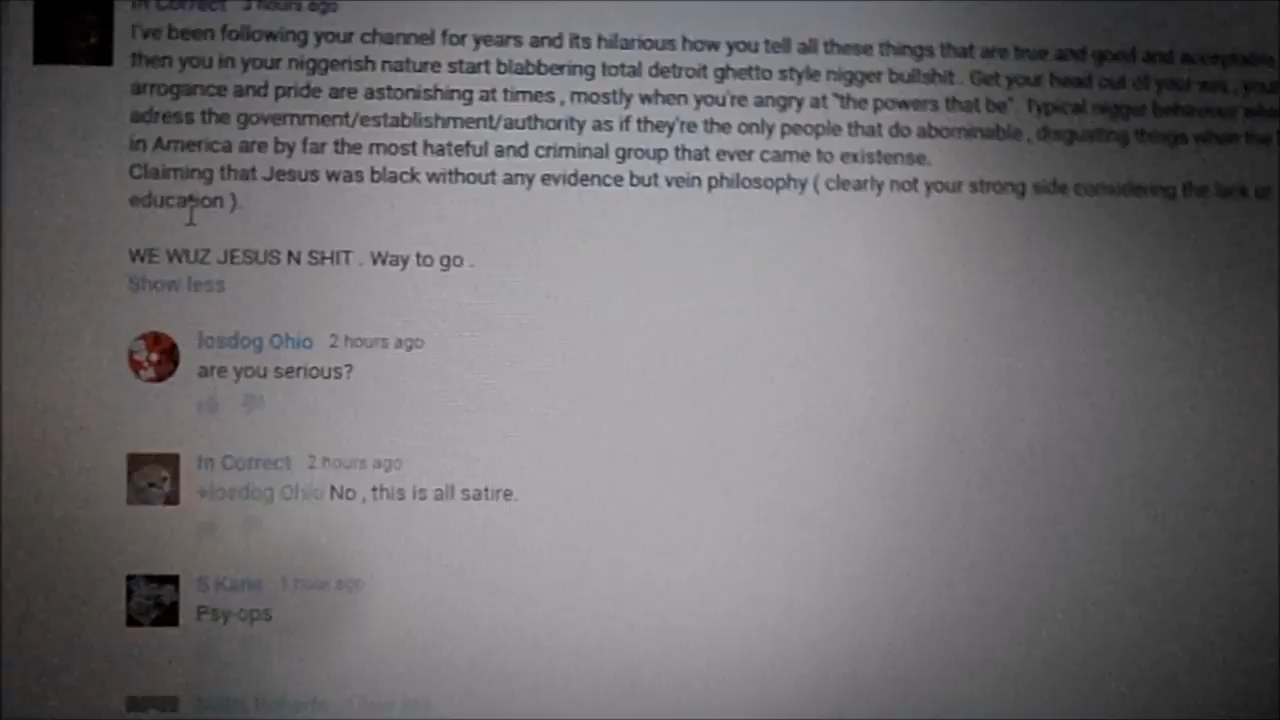 In Correct 3 hours ago
I've been following your channel for years and its hilarious how you tell all these things that are true and good and acceptable
then you in your niggerish nature start blabbering total detroit ghetto style nigger bullshit . Get your head out of your ass , your
arrogance and pride are astonishing at times , mostly when you're angry at "the powers that be". Typical nigger behaviour
adress the government/establishment/authority as if they're the only people that do abominable , disgusting things when the
in America are by far the most hateful and criminal group that ever came to existense.
Claiming that Jesus was black without any evidence but vein philosophy ( clearly not your strong side considering the lack of
education ).
WE WUZ JESUS N SHIT . Way to go .
Show less
losdog Ohio 2 hours ago
are you serious?
In Correct 2 hours ago
+losdog Ohio No , this is all satire.
S Kane 1 hour ago
Psy-ops